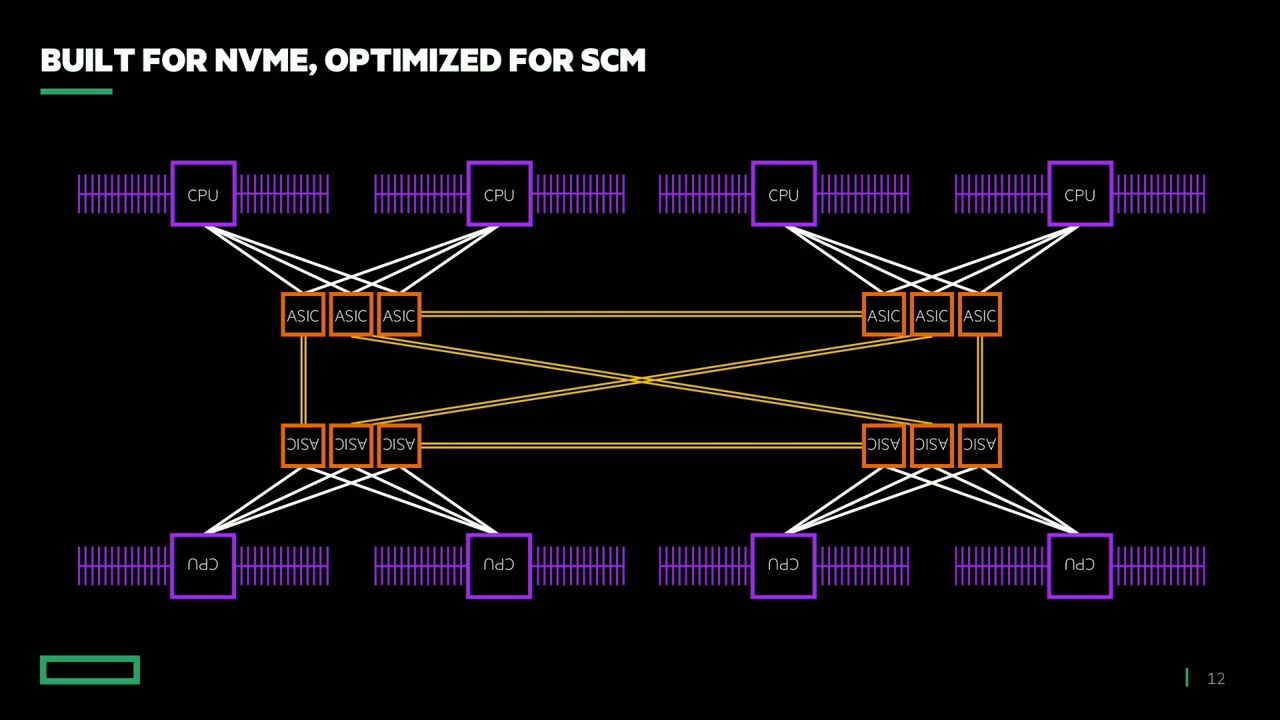 BUILT FOR NVME, OPTIMIZED FOR SCM
CPU CPU CPU CPU
ASIC ASIC ASIC ASIC ASIC ASIC
ASIC ASIC ASIC ASIC ASIC ASIC
CPU CPU CPU CPU
12